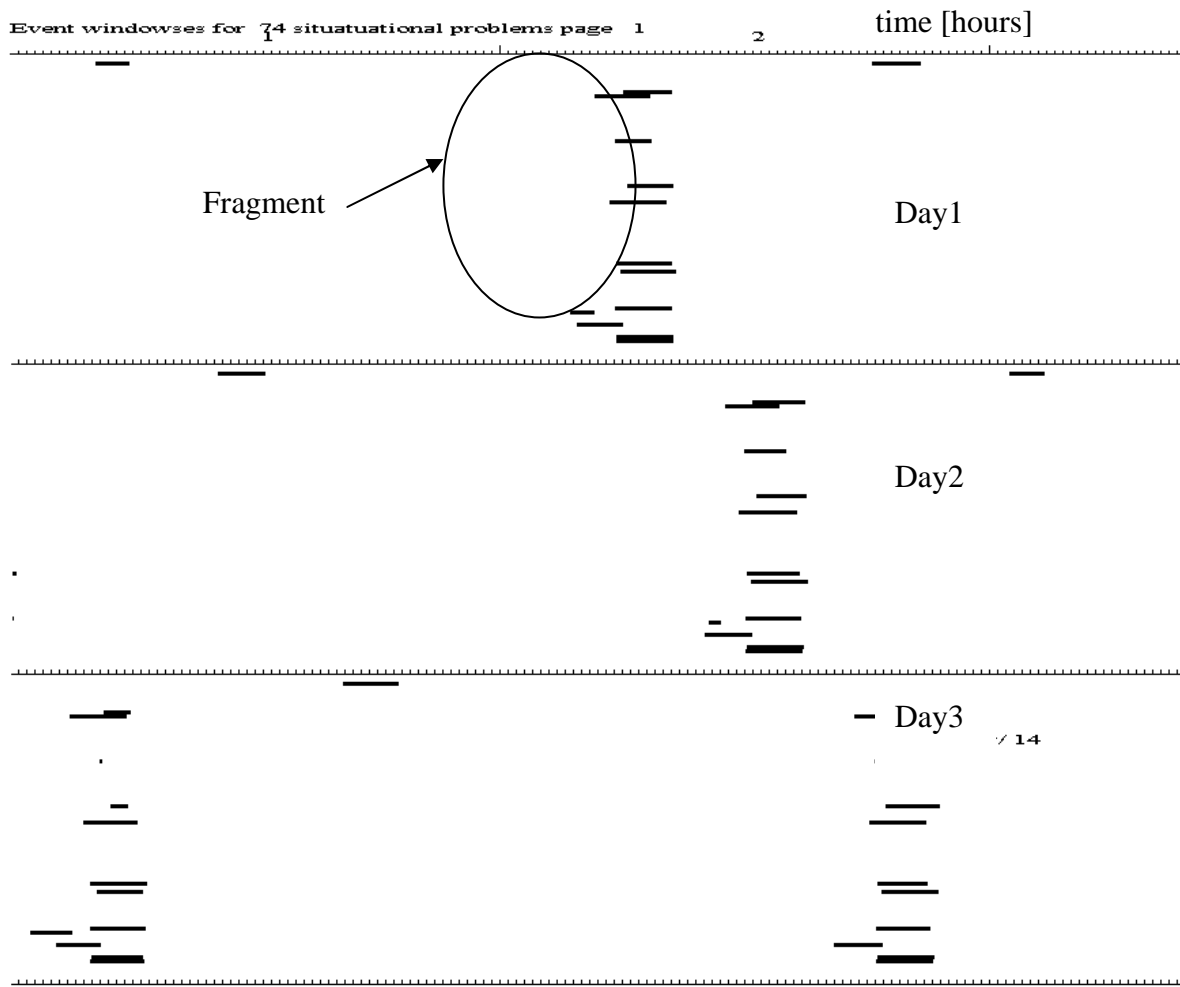 Event windowses for 74 situatuational problems page 1
time [hours]
1
2
Fragment
Day1
Day2
Day3
14